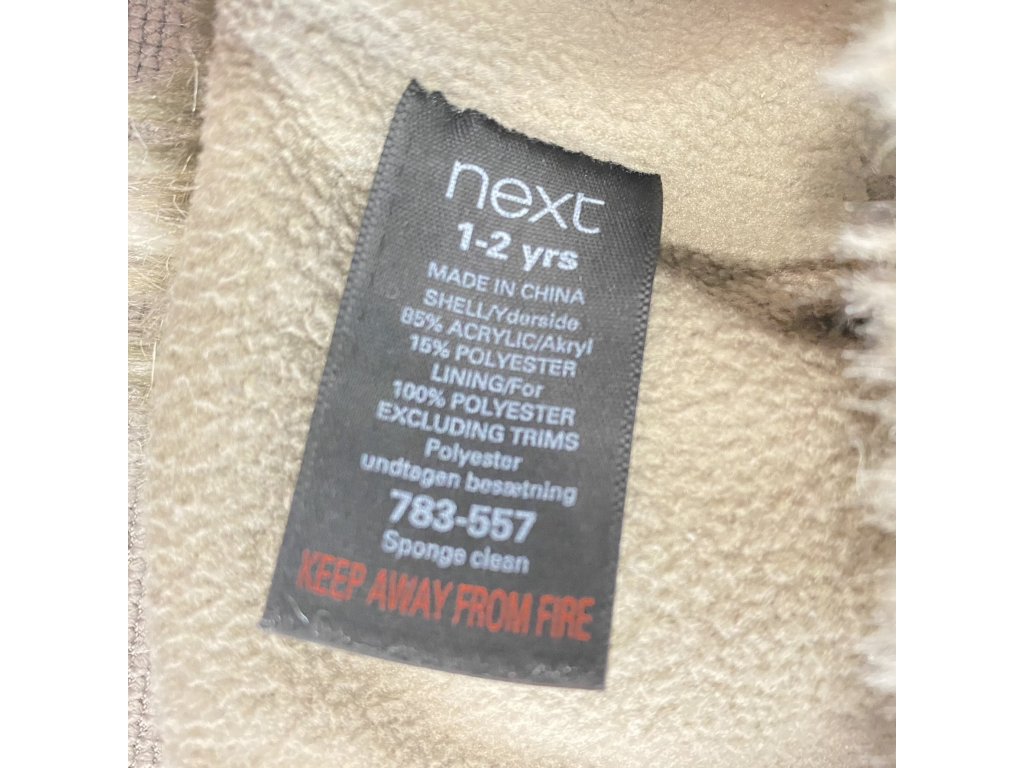 next
1-2 yrs
MADE IN CHINA
SHELL/Yderside
85% ACRYLIC/Akryl
15% POLYESTER
LINING/For
100% POLYESTER
EXCLUDING TRIMS
Polyester
undtagen besætning
783-557
Sponge clean
KEEP AWAY FROM FIRE